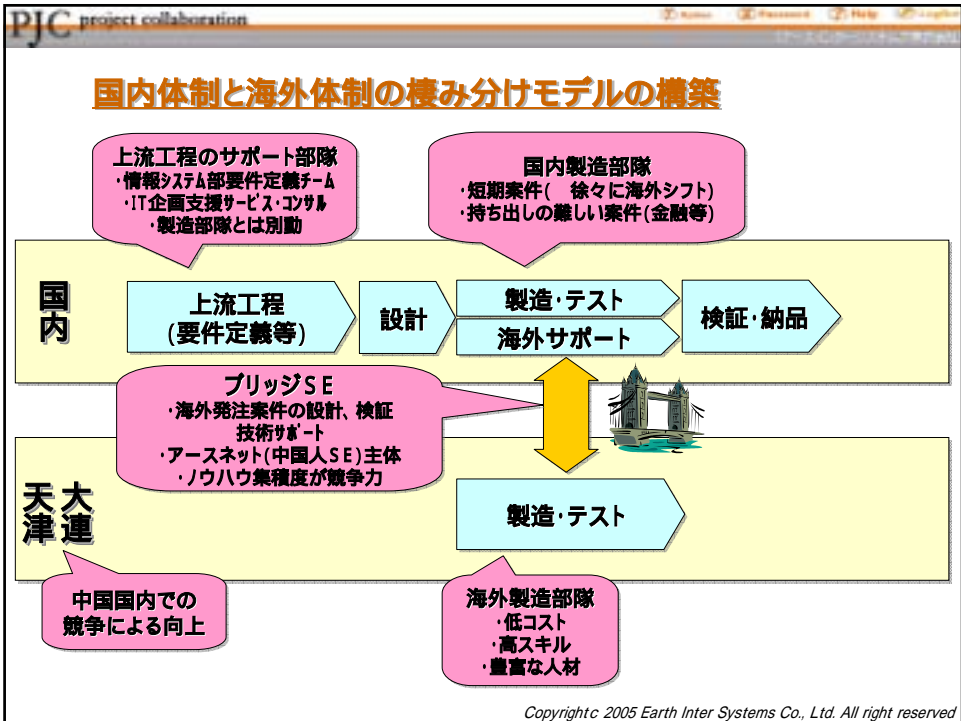 PJC project collaboration
Password Help
国内体制と海外体制の棲み分けモデルの構築
上流工程のサポート部隊
・情報システム部要件定義チーム
・IT企画支援サービス・コンサル
・製造部隊とは別動
国内製造部隊
・短期案件( 徐々に海外シフト)
・持ち出しの難しい案件(金融等)
国内
上流工程
(要件定義等)
設計
製造・テスト
海外サポート
検証・納品
ブリッジSE
・海外発注案件の設計、検証
技術サポート
・アースネット(中国人SE)主体
・ノウハウ集積度が競争力
大連
天津
製造・テスト
中国国内での
競争による向上
海外製造部隊
・低コスト
・高スキル
・豊富な人材
Copyrightc 2005 Earth Inter Systems Co., Ltd. All right reserved